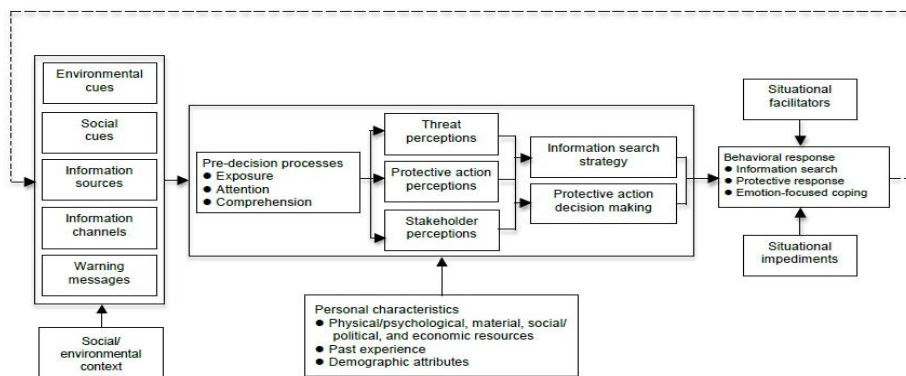 Environmental
cues
Social
cues
Information
sources
Information
channels
Warning
messages
Social/
environmental
context
Pre-decision processes
● Exposure
● Attention
● Comprehension
Threat
perceptions
Protective action
perceptions
Stakeholder
perceptions
Information search
strategy
Protective action
decision making
Personal characteristics
● Physical/psychological, material, social/
political, and economic resources
● Past experience
● Demographic attributes
Situational
facilitators
Behavioral response
● Information search
● Protective response
● Emotion-focused coping
Situational
impediments